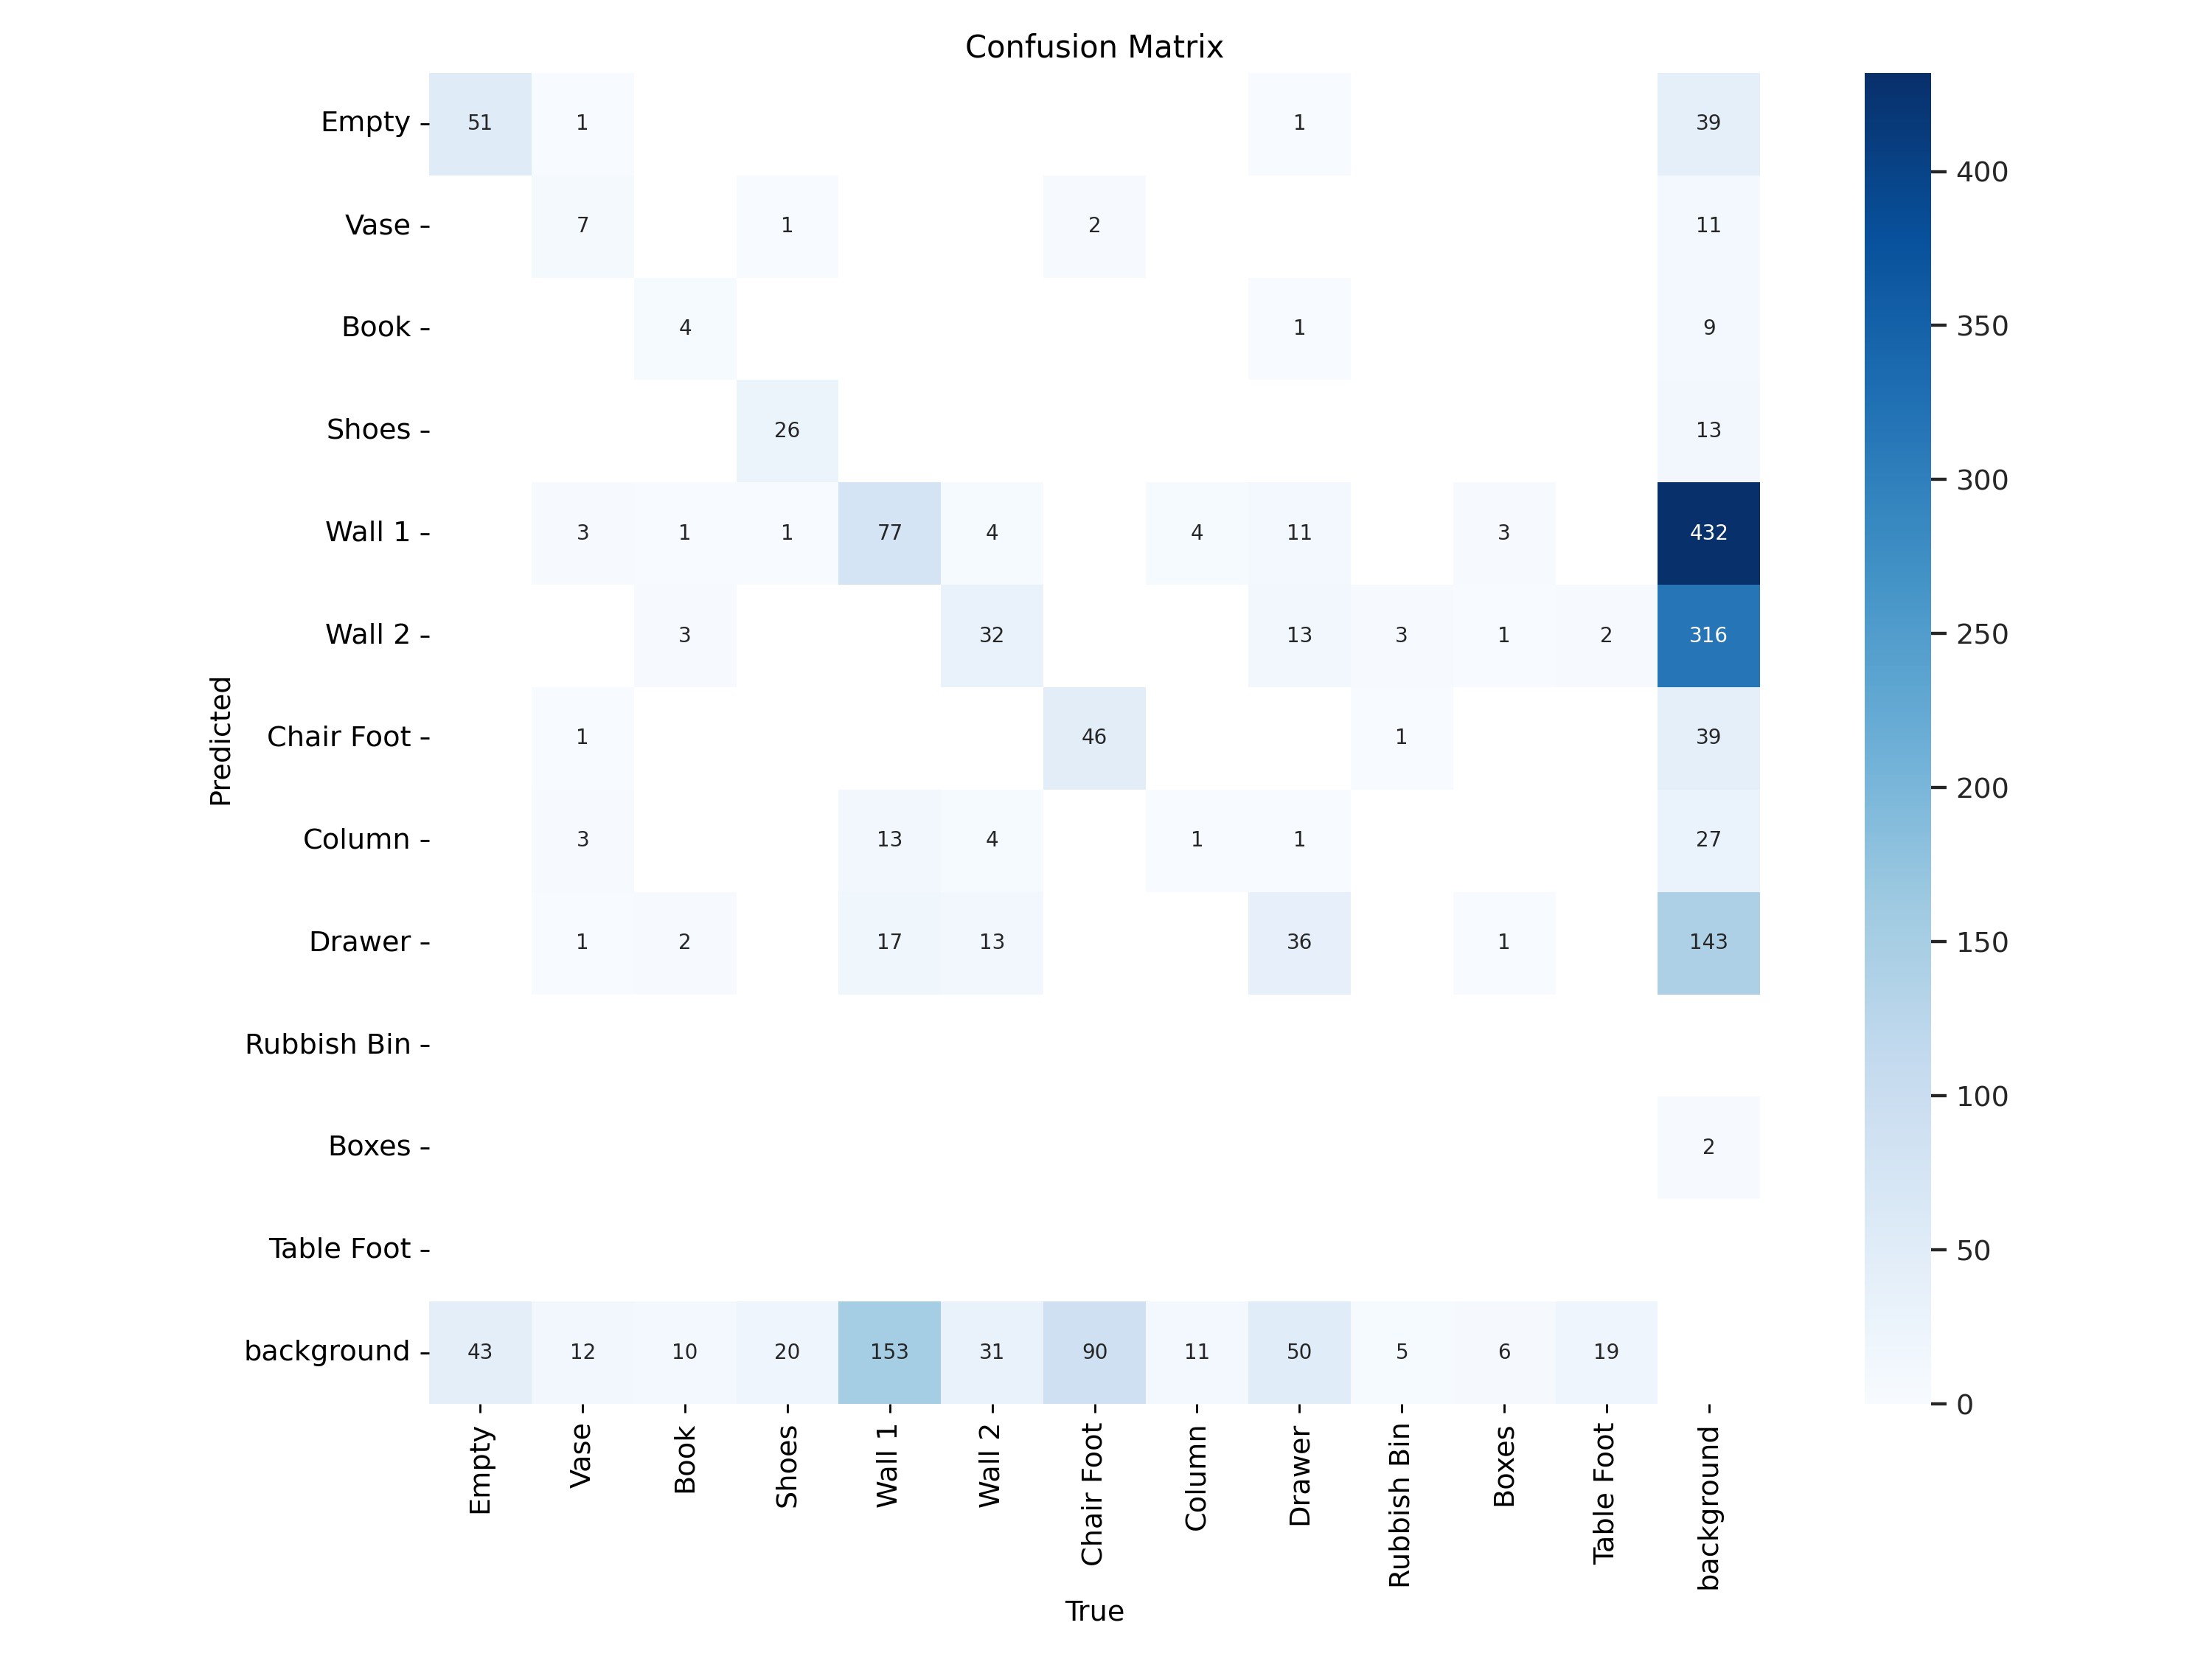 Confusion Matrix
Empty 51 1 1 39
Vase 7 1 2 11
Book 4 1 9
Shoes 26 13
Wall 1 3 1 1 77 4 4 11 3 432
Wall 2 3 32 13 3 1 2 316
Chair Foot 1 46 1 39
Column 3 13 4 1 1 27
Drawer 1 2 17 13 36 1 143
Rubbish Bin
Boxes 2
Table Foot
background 43 12 10 20 153 31 90 11 50 5 6 19
Predicted
Empty Vase Book Shoes Wall 1 Wall 2 Chair Foot Column Drawer Rubbish Bin Boxes Table Foot background
True
400
350
300
250
200
150
100
50
0